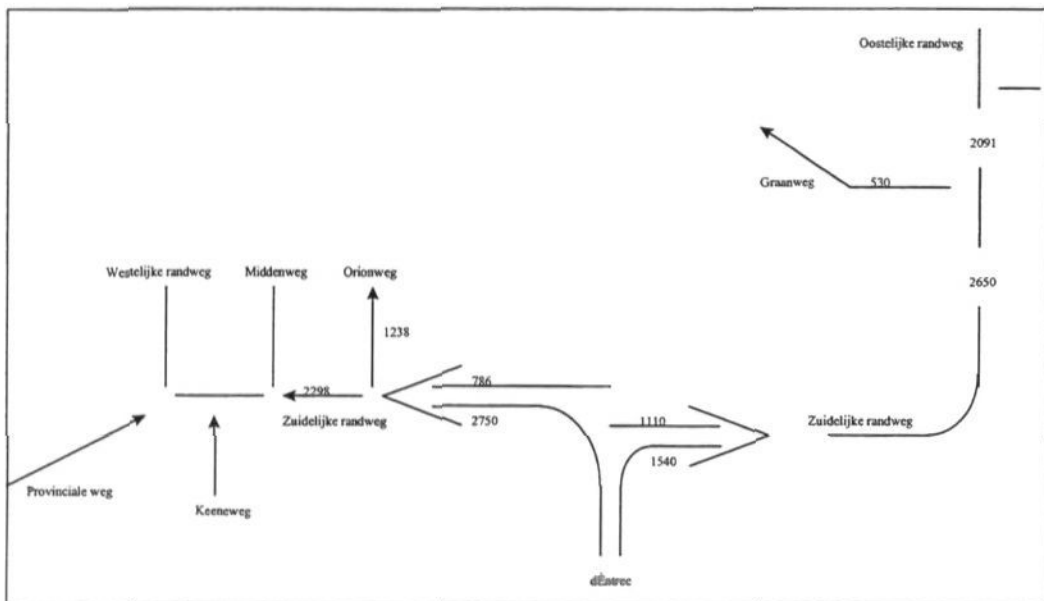 Oostelijke randweg
2091
Graanweg
530
2650
Westelijke randweg
Middenweg
Orionweg
1238
786
2298
Zuidelijke randweg
2750
1110
Zuidelijke randweg
1540
Provinciale weg
Keeneweg
dÉntree